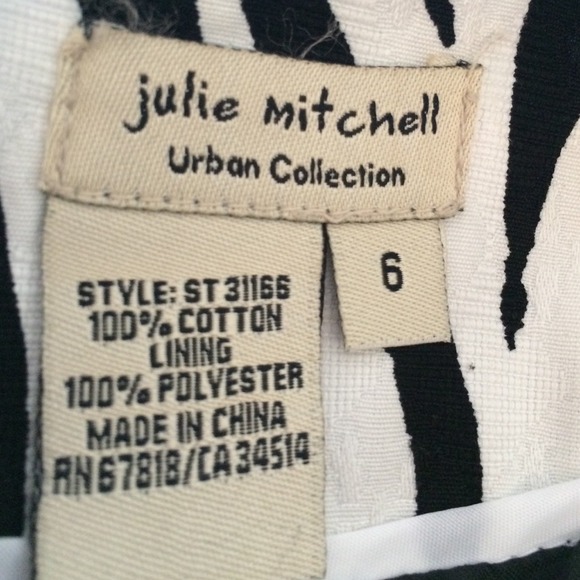 julie mitchell
Urban Collection
6
STYLE: ST 31166
100% COTTON
LINING
100% POLYESTER
MADE IN CHINA
RN 67818/CA 34514